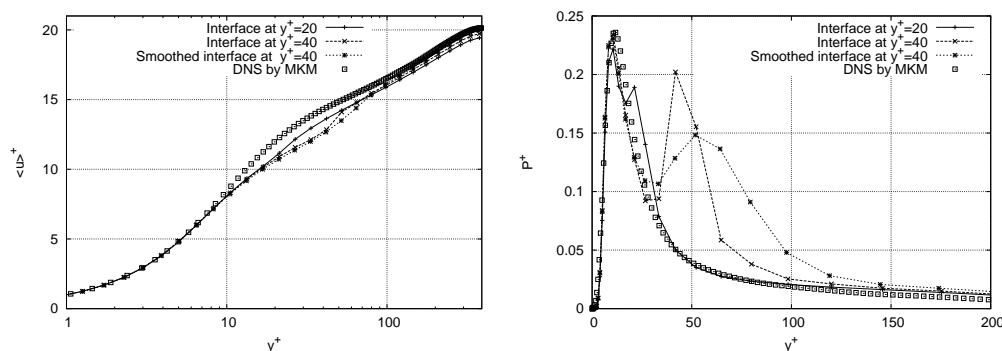 20
15
10
5
0
1
10
100
<u>+
y+
Interface at y+=20
Interface at y+=40
Smoothed interface at y+=40
DNS by MKM
0.25
0.2
0.15
0.1
0.05
0
0
50
100
150
200
P+
y+
Interface at y+=20
Interface at y+=40
Smoothed interface at y+=40
DNS by MKM